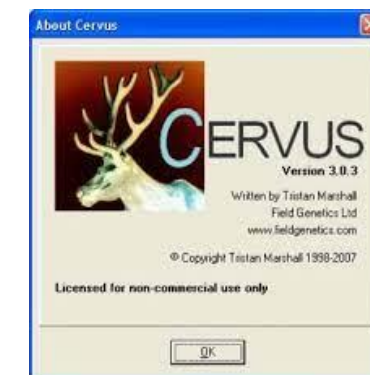 About Cervus
CERVUS
Version 3.0.3
Written by Tristan Marshall
Field Genetics Ltd
www.fieldgenetics.com
© Copyright Tristan Marshall 1998-2007
Licensed for non-commercial use only
OK